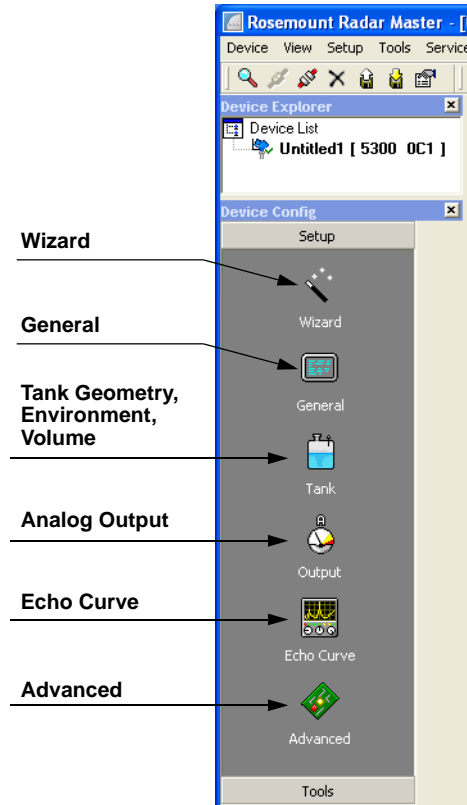 Rosemount Radar Master - [
Device View Setup Tools Service
Device Explorer
Device List
Untitled1 [ 5300 0C1 ]
Device Config
Setup
Wizard
Wizard
General
General
Tank Geometry,
Environment,
Volume
Tank
Analog Output
A
Output
Echo Curve
Echo Curve
Advanced
Advanced
Tools